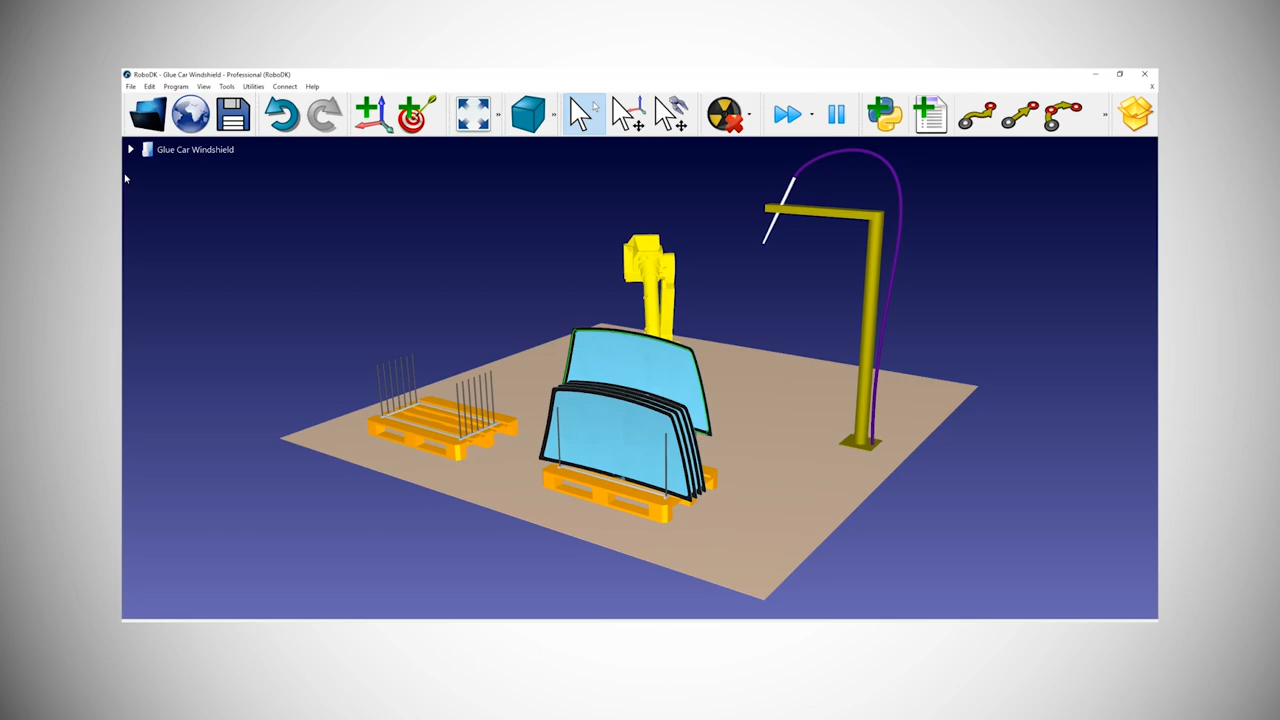 RoboDK - Glue Car Windshield - Professional (RoboDK)
File Edit Program View Tools Utilities Connect Help
Glue Car Windshield